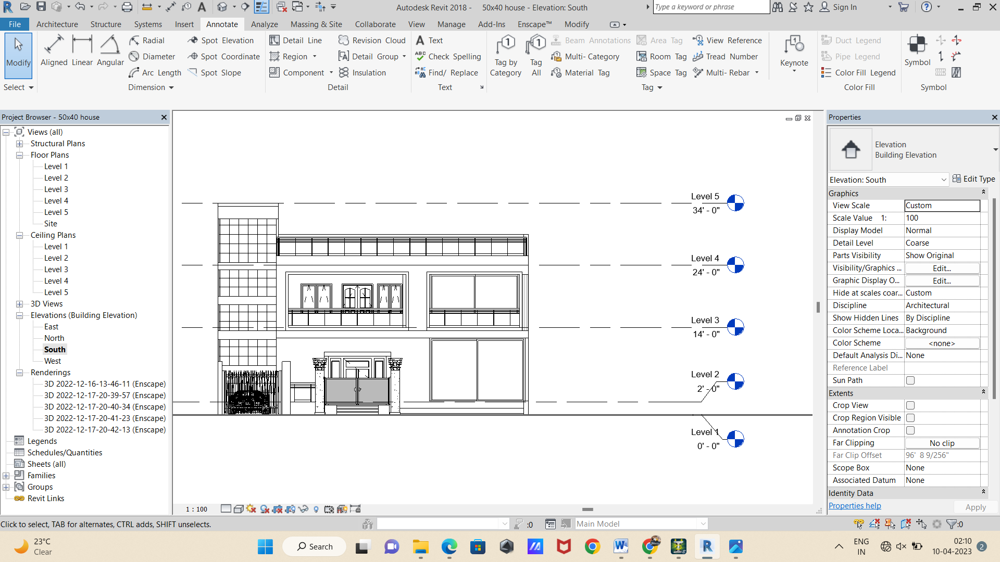 Autodesk Revit 2018 - 50x40 house - Elevation: South
Type a keyword or phrase
Sign In
File Architecture Structure Systems Insert Annotate Analyze Massing & Site Collaborate View Manage Add-Ins Enscape™ Modify
Modify
Select
Aligned
Linear
Angular
Radial
Diameter
Arc Length
Spot Elevation
Spot Coordinate
Spot Slope
Dimension
Detail Line
Region
Component
Revision Cloud
Detail Group
Insulation
Detail
Text
Check Spelling
Find/ Replace
Text
Tag by Category
Tag All
Beam Annotations
Multi- Category
Material Tag
Area Tag
Room Tag
Space Tag
View Reference
Tread Number
Multi- Rebar
Tag
Keynote
Duct Legend
Pipe Legend
Color Fill Legend
Color Fill
Symbol
Symbol
Project Browser - 50x40 house
Views (all)
Structural Plans
Floor Plans
Level 1
Level 2
Level 3
Level 4
Level 5
Site
Ceiling Plans
Level 1
Level 2
Level 3
Level 4
Level 5
3D Views
Elevations (Building Elevation)
East
North
South
West
Renderings
3D 2022-12-16-13-46-11 (Enscape)
3D 2022-12-17-20-39-57 (Enscape)
3D 2022-12-17-20-40-34 (Enscape)
3D 2022-12-17-20-41-23 (Enscape)
3D 2022-12-17-20-42-13 (Enscape)
Legends
Schedules/Quantities
Sheets (all)
Families
Groups
Revit Links
Level 5
34' - 0"
Level 4
24' - 0"
Level 3
14' - 0"
Level 2
2' - 0"
Level 1
0' - 0"
1 : 100
Properties
Elevation
Building Elevation
Elevation: South
Edit Type
Graphics
View Scale Custom
Scale Value 1: 100
Display Model Normal
Detail Level Coarse
Parts Visibility Show Original
Visibility/Graphics ... Edit...
Graphic Display O... Edit...
Hide at scales coar... Custom
Discipline Architectural
Show Hidden Lines By Discipline
Color Scheme Loca... Background
Color Scheme <none>
Default Analysis Di... None
Reference Label
Sun Path
Extents
Crop View
Crop Region Visible
Annotation Crop
Far Clipping No clip
Far Clip Offset 96' 8 9/256"
Scope Box None
Associated Datum None
Identity Data
Properties help
Apply
Click to select, TAB for alternates, CTRL adds, SHIFT unselects.
:0
Main Model
:0
23°C
Clear
Search
ENG
IN
02:10
10-04-2023
2